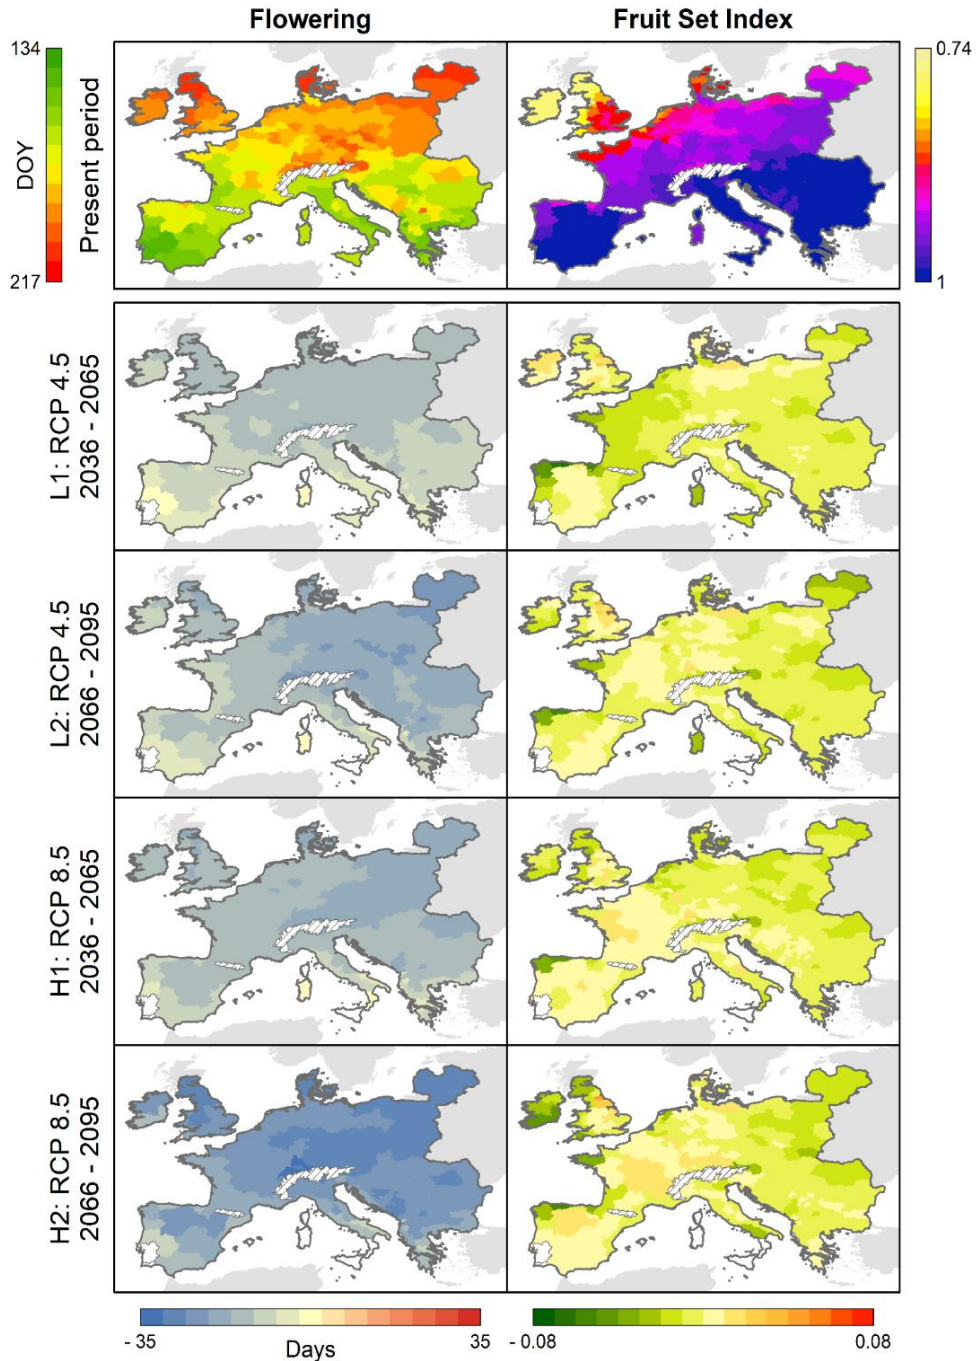 Flowering
Fruit Set Index
134
DOY
217
Present period
0.74
1
L1: RCP 4.5
2036 - 2065
L2: RCP 4.5
2066 - 2095
H1: RCP 8.5
2036 - 2065
H2: RCP 8.5
2066 - 2095
- 35
Days
35
- 0.08
0.08